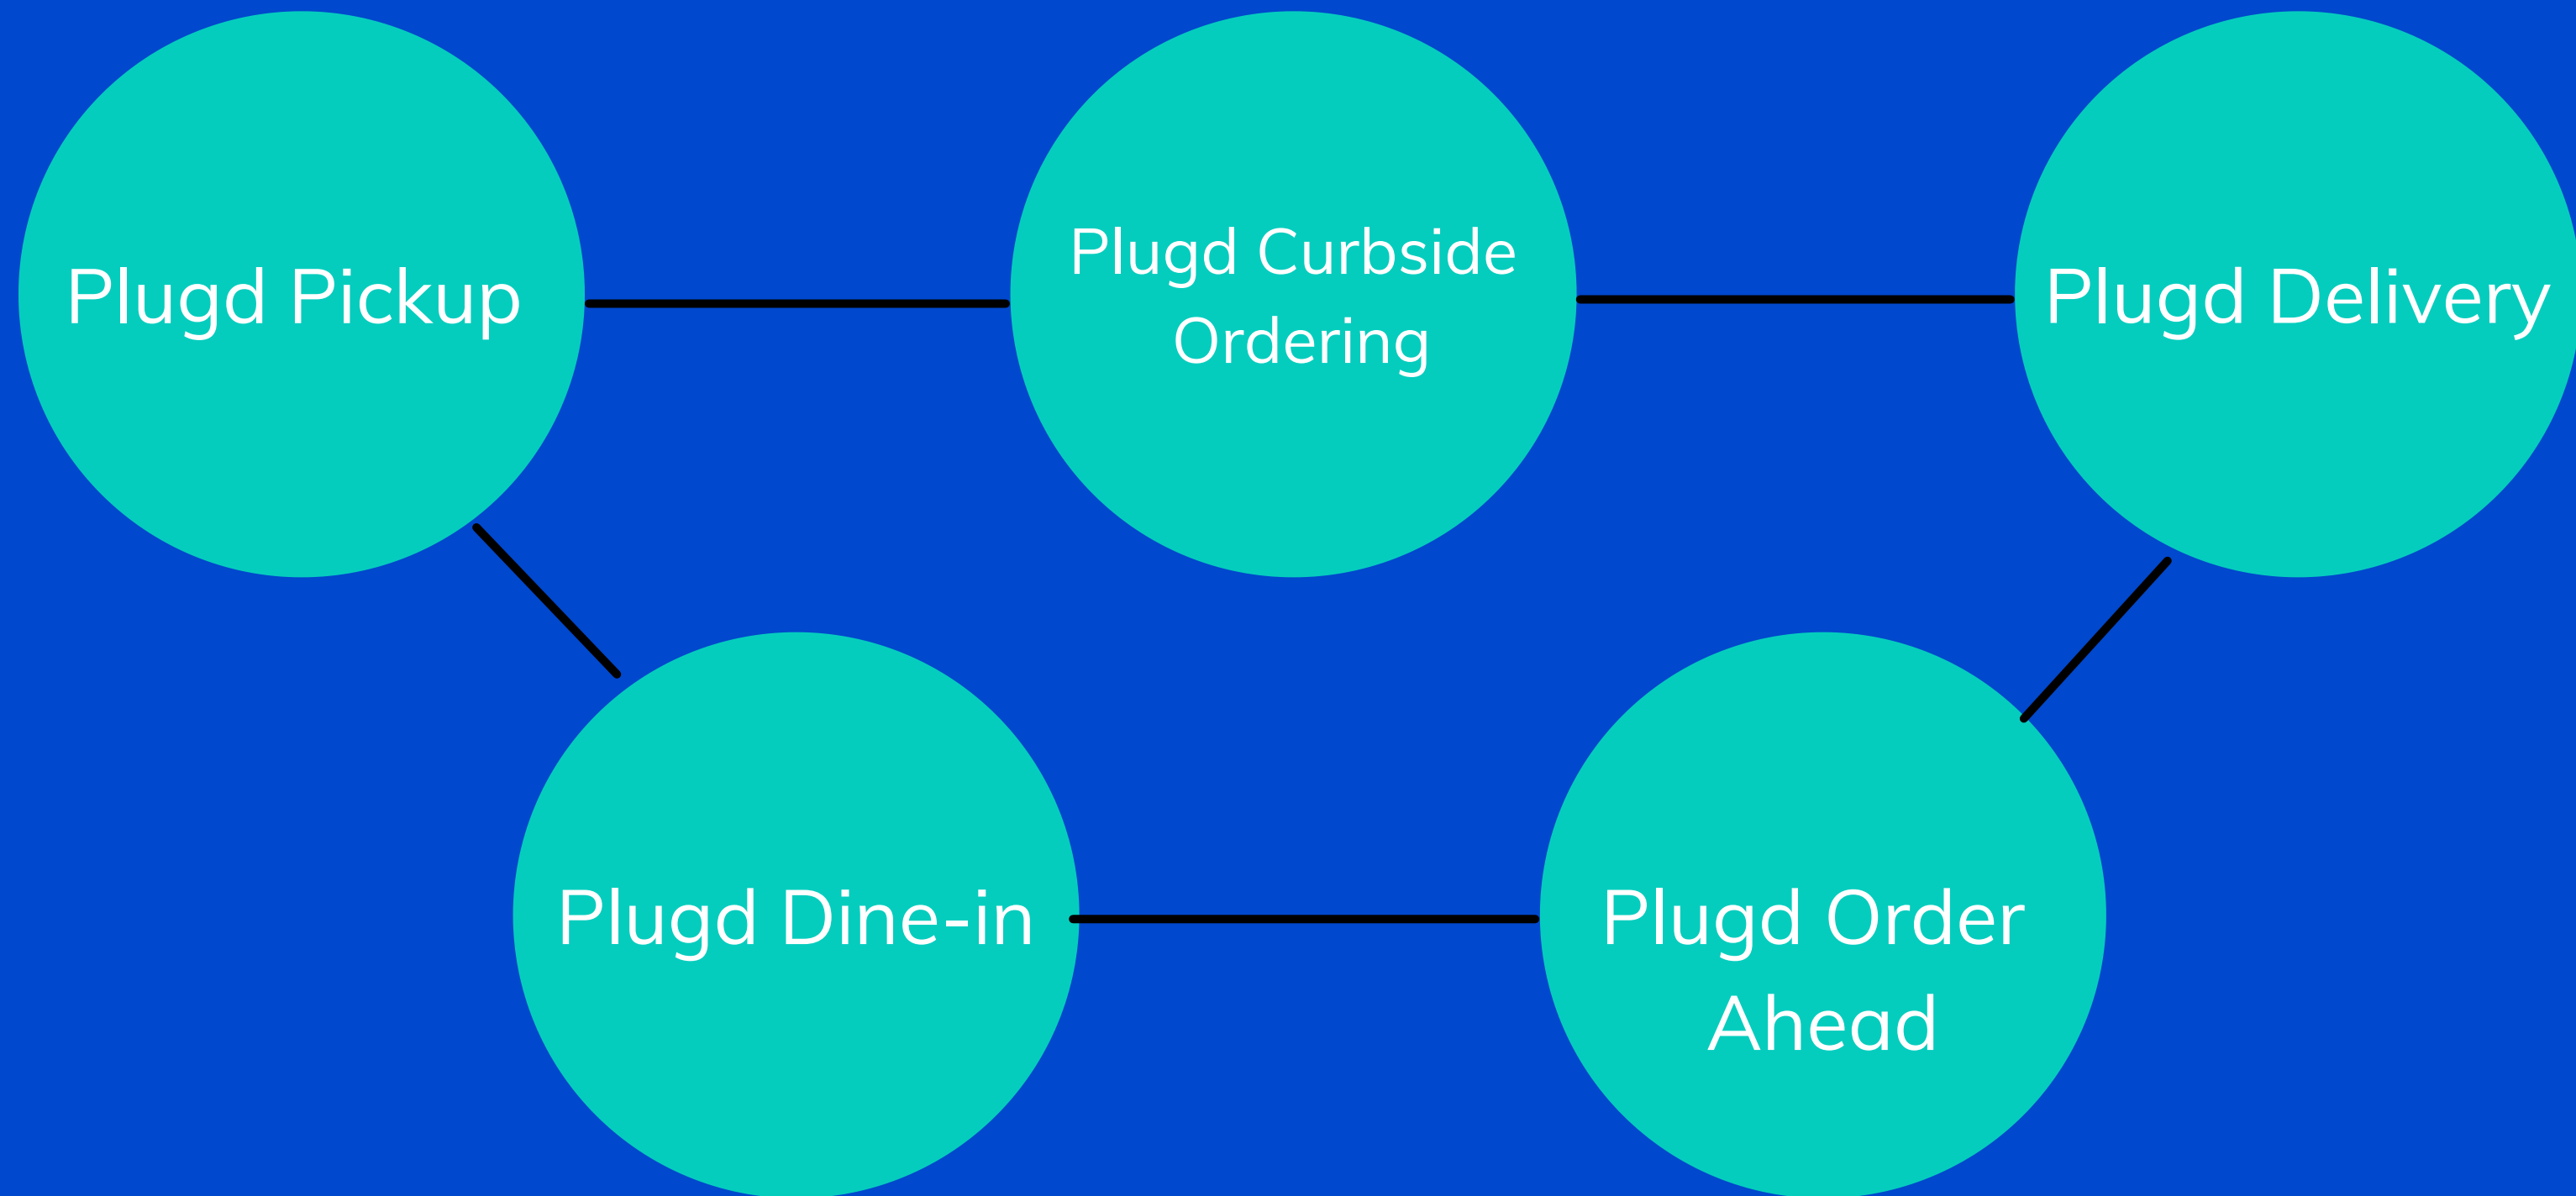 Plugd Pickup
Plugd Curbside
Ordering
Plugd Delivery
Plugd Dine-in
Plugd Order
Ahead